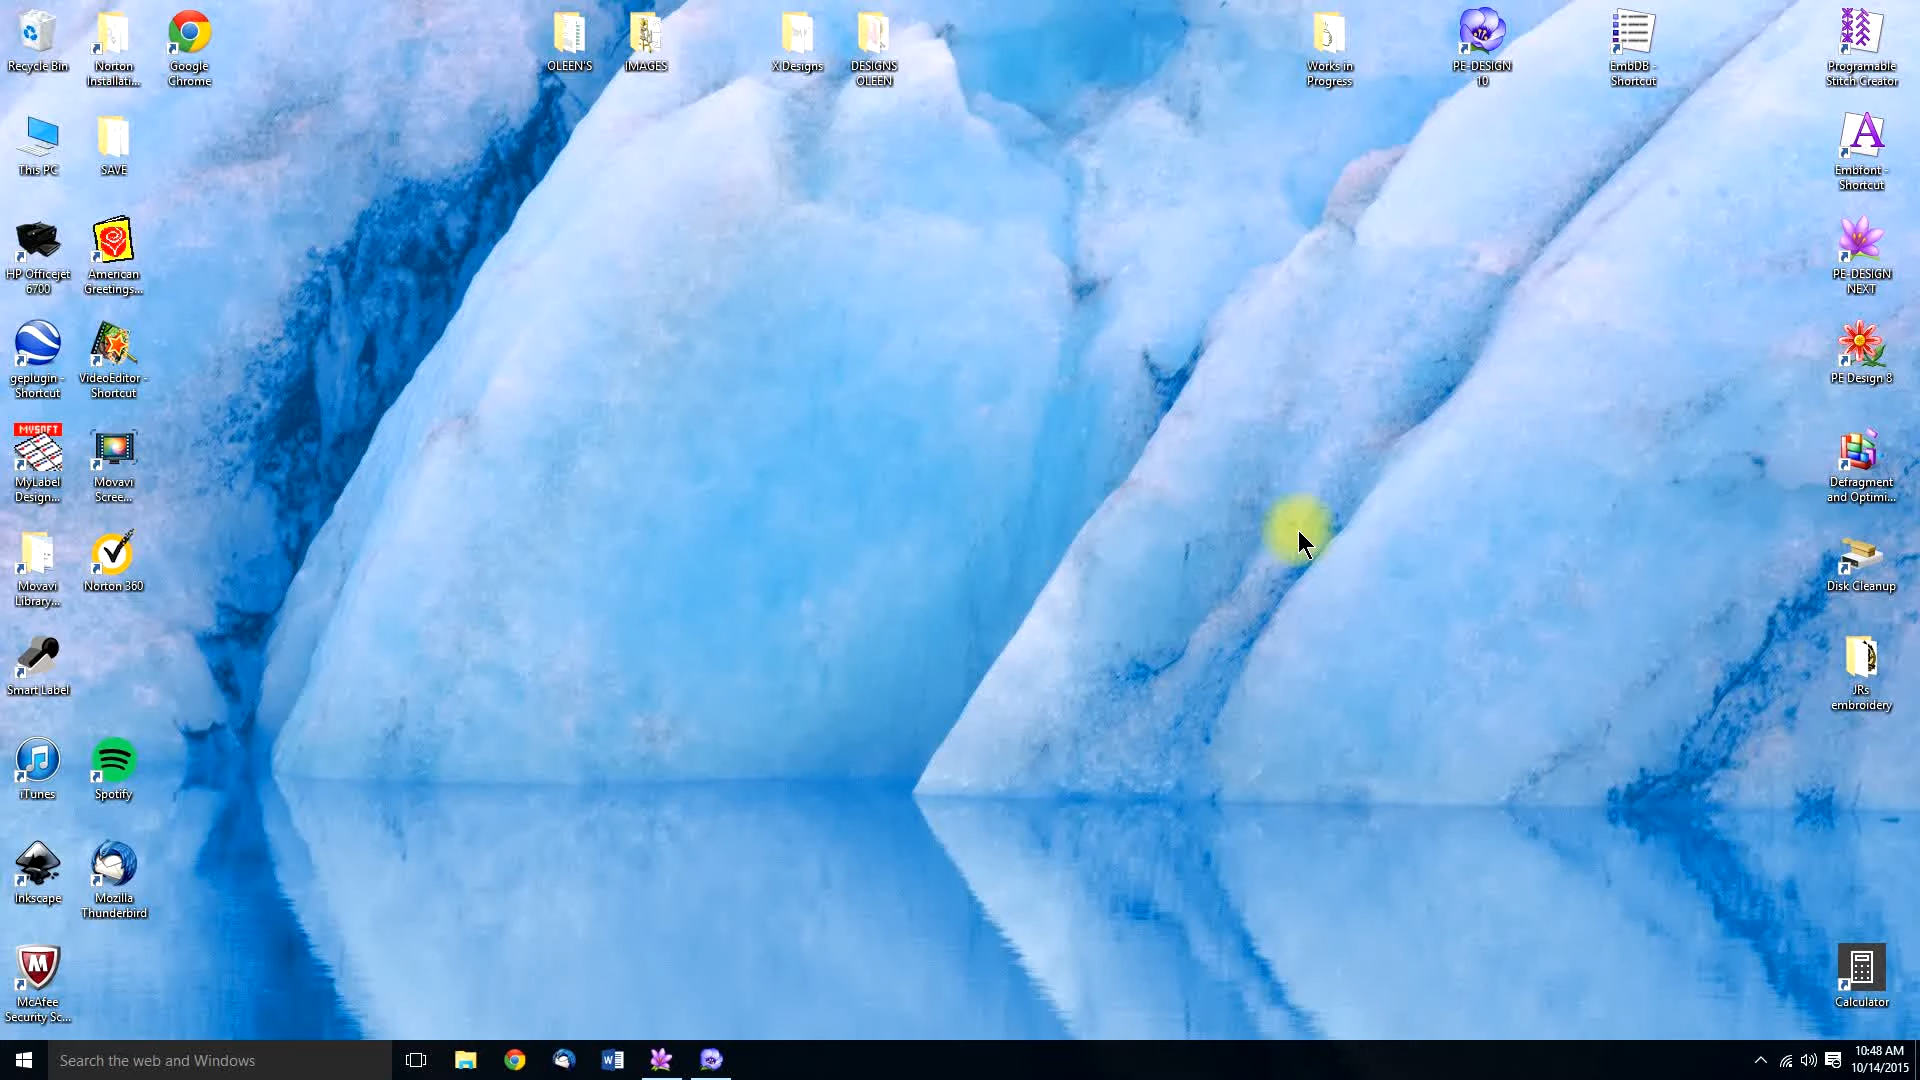 Recycle Bin
Norton
Installati...
Google
Chrome
OLEEN'S
IMAGES
X Designs
DESIGNS
OLEEN
Works in
Progress
PE-DESIGN
10
EmbDB -
Shortcut
Programable
Stitch Creator
This PC
SAVE
Embfont -
Shortcut
HP Officejet
6700
American
Greetings...
PE-DESIGN
NEXT
geplugin -
Shortcut
VideoEditor -
Shortcut
PE Design 8
MYSOFT
MyLabel
Design...
Movavi
Scree...
Defragment
and Optimi...
Movavi
Library...
Norton 360
Disk Cleanup
Smart Label
JRs
embroidery
iTunes
Spotify
Inkscape
Mozilla
Thunderbird
McAfee
Security Sc...
Calculator
Search the web and Windows
10:48 AM
10/14/2015